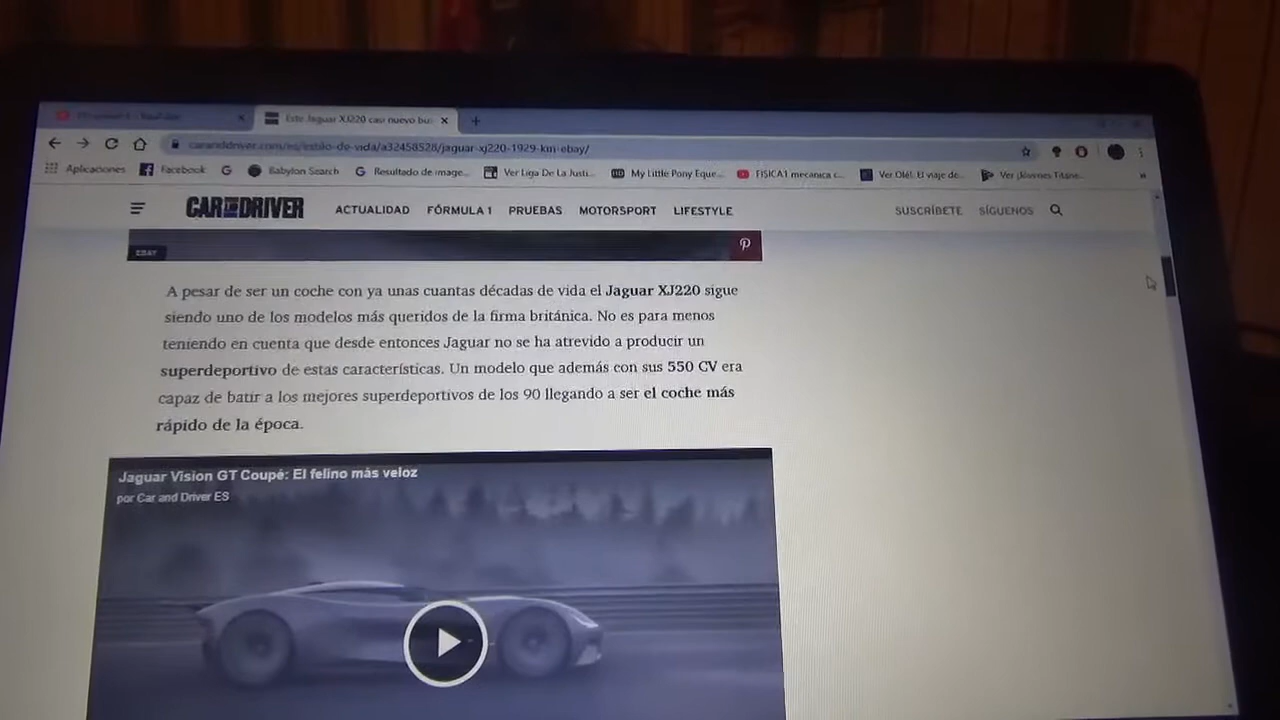 YouTube
Este Jaguar XJ220 casi nuevo bus
caranddriver.com/es/estilo-de-vida/a32458528/jaguar-xj220-1929-km-ebay/
Aplicaciones
Facebook
Babylon Search
Resultado de image...
Ver Liga De La Justi...
My Little Pony Eque...
FISICA1 mecanica c...
Ver Olé!, El viaje de...
Ver ¡Jóvenes Titane...
CAR AND DRIVER
ACTUALIDAD
FÓRMULA 1
PRUEBAS
MOTORSPORT
LIFESTYLE
SUSCRÍBETE
SÍGUENOS
EBAY
A pesar de ser un coche con ya unas cuantas décadas de vida el Jaguar XJ220 sigue
siendo uno de los modelos más queridos de la firma británica. No es para menos
teniendo en cuenta que desde entonces Jaguar no se ha atrevido a producir un
superdeportivo de estas características. Un modelo que además con sus 550 CV era
capaz de batir a los mejores superdeportivos de los 90 llegando a ser el coche más
rápido de la época.
Jaguar Vision GT Coupé: El felino más veloz
por Car and Driver ES